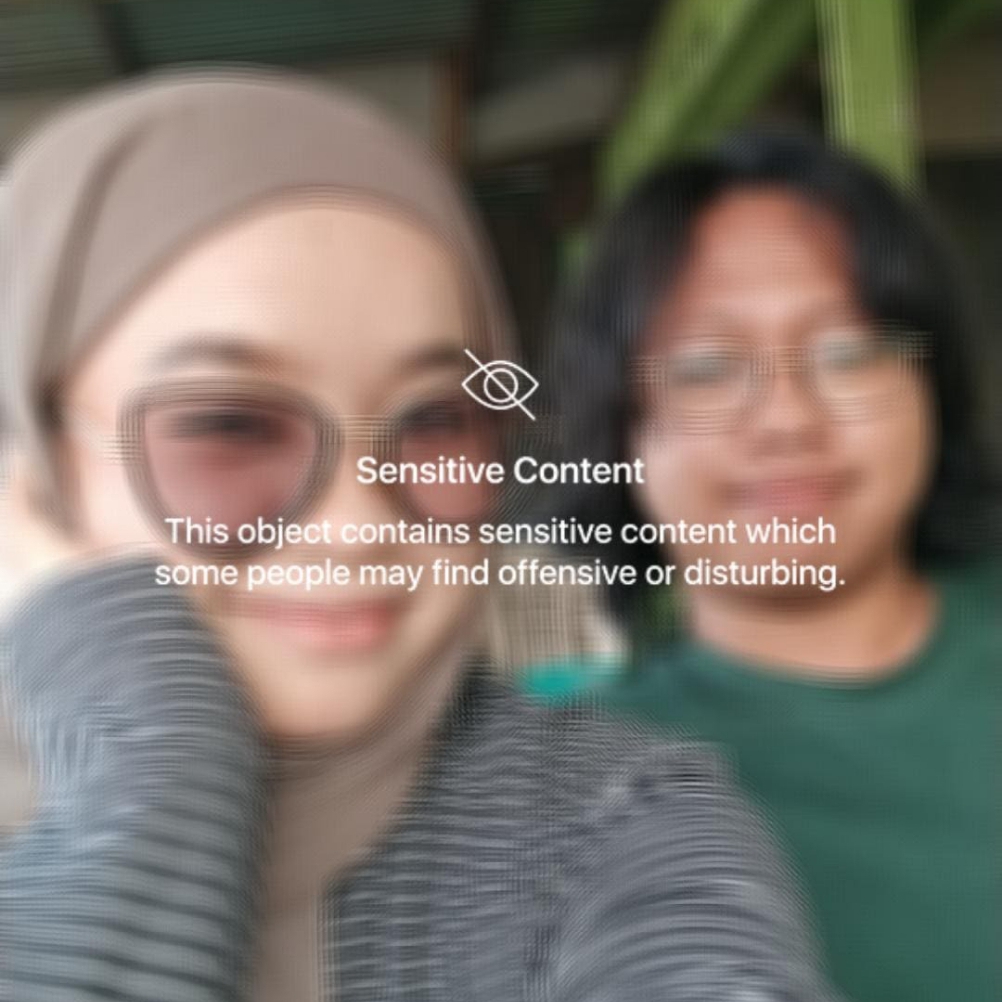 Sensitive Content
This object contains sensitive content which
some people may find offensive or disturbing.